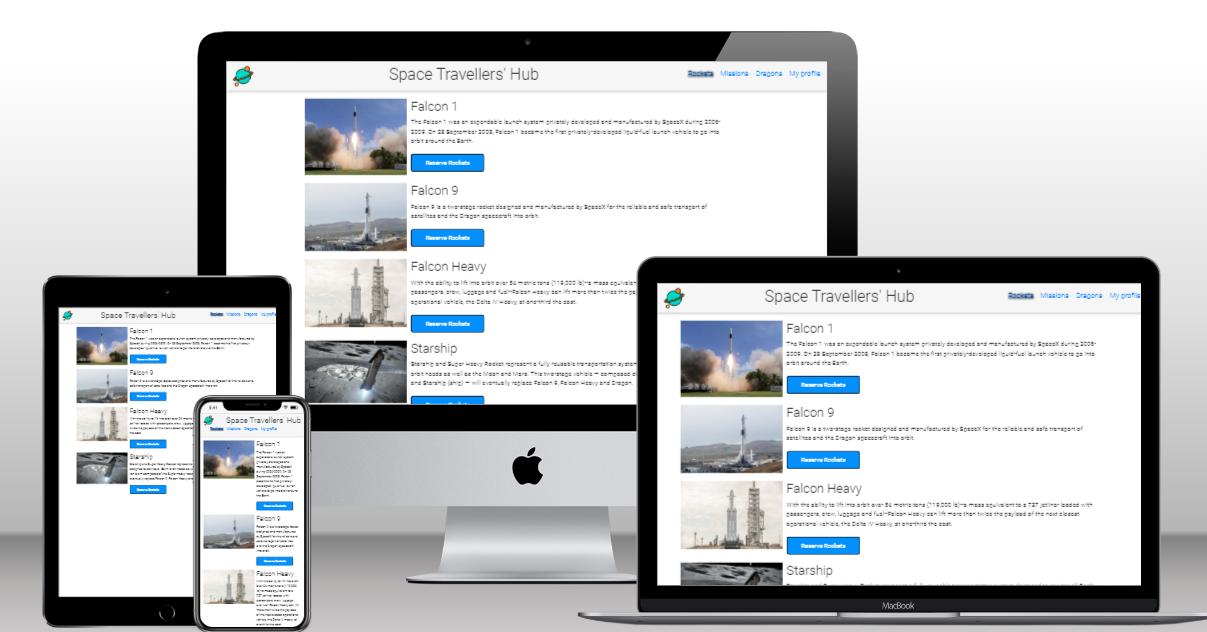 Space Travellers' Hub
Rockets Missions Dragons My profile
Falcon 1
The Falcon 1 was an expendable launch system privately developed and manufactured by SpaceX during 2006-
2009. On 28 September 2008, Falcon 1 became the first privately-developed liquid-fuel launch vehicle to go into
orbit around the Earth.
Reserve Rockets
Falcon 9
Falcon 9 is a two-stage rocket designed and manufactured by SpaceX for the reliable and safe transport of
satellites and the Dragon spacecraft into orbit.
Reserve Rockets
Falcon Heavy
With the ability to lift into orbit over 54 metric tons (119,000 lb)–a mass equivalent
passengers, crew, luggage and fuel–Falcon Heavy can lift more than twice the
operational vehicle, the Delta IV Heavy, at one-third the cost.
Reserve Rockets
Starship
Starship and Super Heavy Rocket represent a fully reusable transportation system
orbit needs as well as the Moon and Mars. This two-stage vehicle — composed
and Starship (ship) — will eventually replace Falcon 9, Falcon Heavy and Dragon.
Space Travellers' Hub
Rockets Missions Dragons My profile
Falcon 1
The Falcon 1 was an expendable launch system privately developed and manufactured by SpaceX during 2006-
2009. On 28 September 2008, Falcon 1 became the first privately-developed liquid-fuel launch vehicle to go into
orbit around the Earth.
Reserve Rockets
Falcon 9
Falcon 9 is a two-stage rocket designed and manufactured by SpaceX for the reliable and safe transport of
satellites and the Dragon spacecraft into orbit.
Reserve Rockets
Falcon Heavy
With the ability to lift into orbit over 54 metric tons (119,000 lb)–a mass equivalent to a 737 jetliner loaded with
passengers, crew, luggage and fuel–Falcon Heavy can lift more than twice the payload of the next closest
operational vehicle, the Delta IV Heavy, at one-third the cost.
Reserve Rockets
Starship
MacBook
Space Travellers' Hub
Rockets Missions Dragons My profile
Falcon 1
Reserve Rockets
Falcon 9
Reserve Rockets
Falcon Heavy
Reserve Rockets
Starship
Reserve Rockets
9:41
Space Travellers' Hub
Rockets Missions Dragons My profile
Falcon 1
Reserve Rockets
Falcon 9
Reserve Rockets
Falcon Heavy